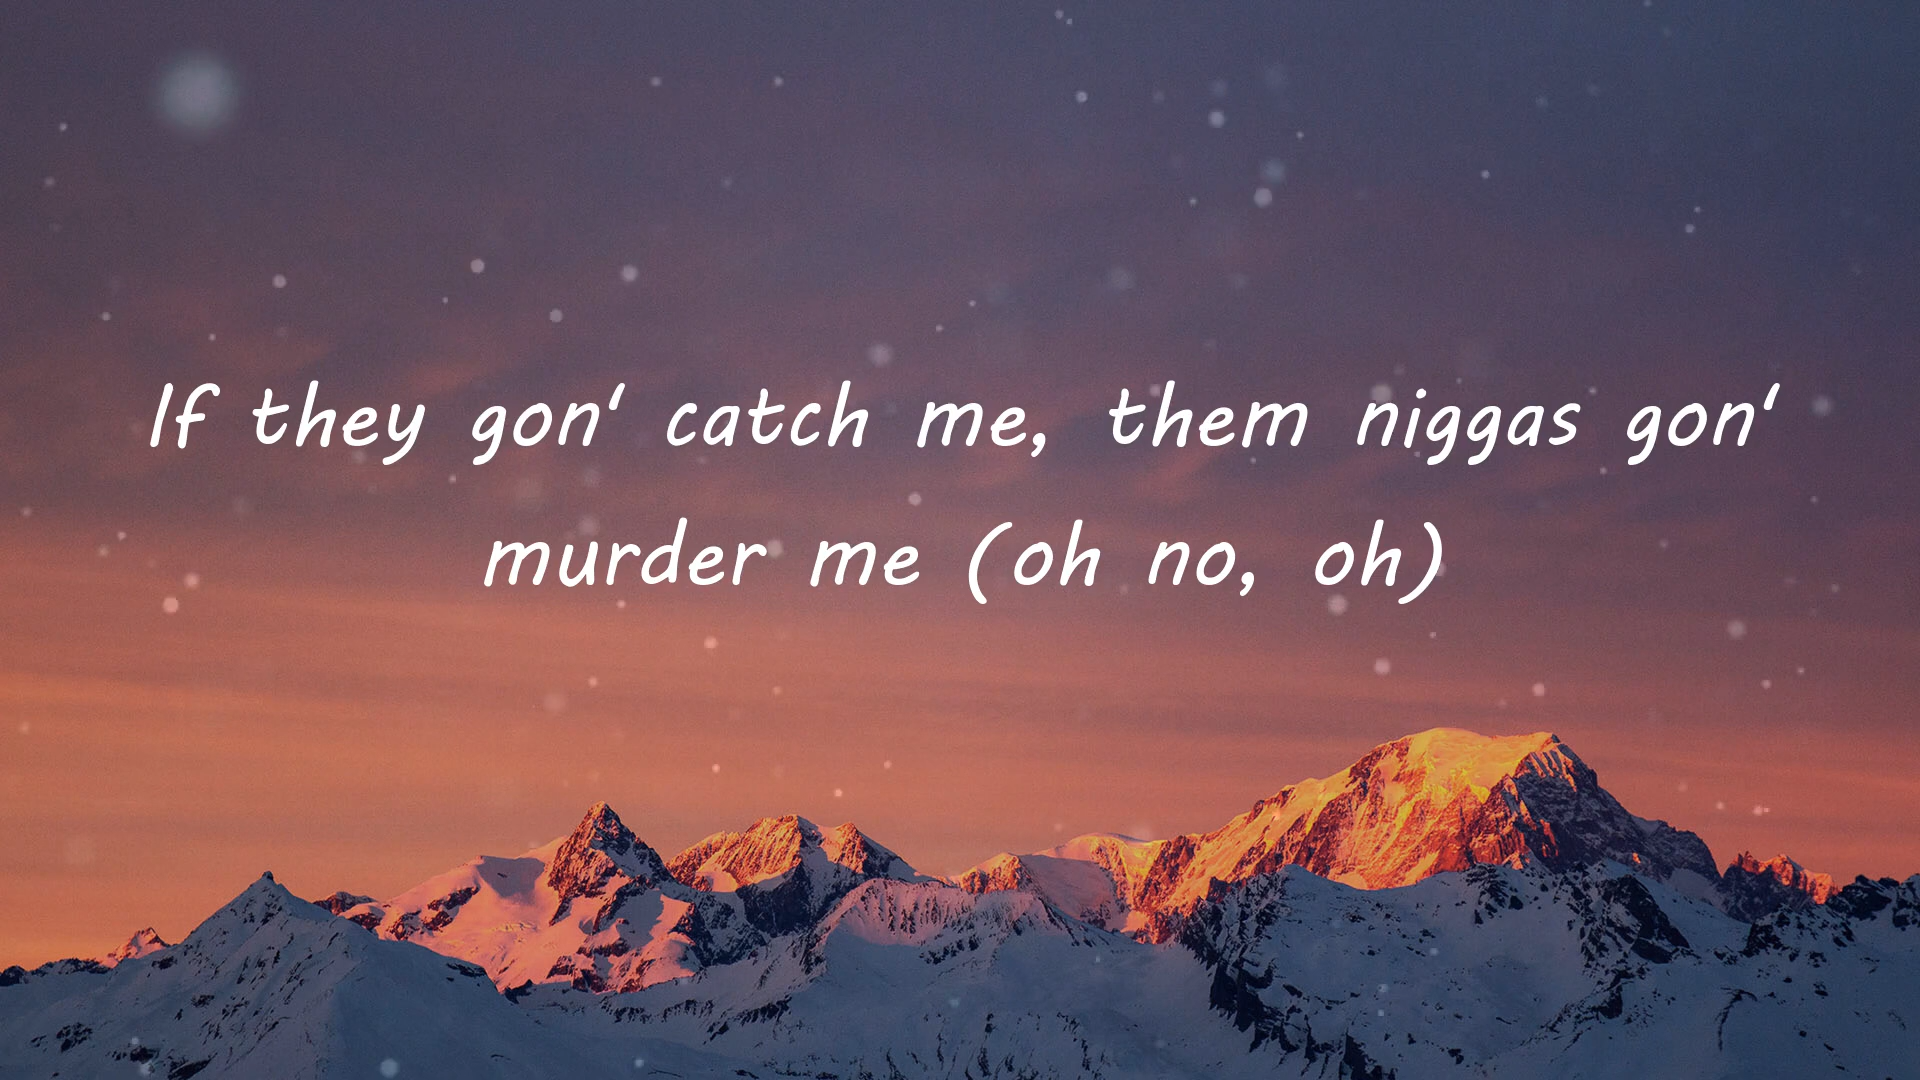 If they gon' catch me, them niggas gon'
murder me (oh no, oh)